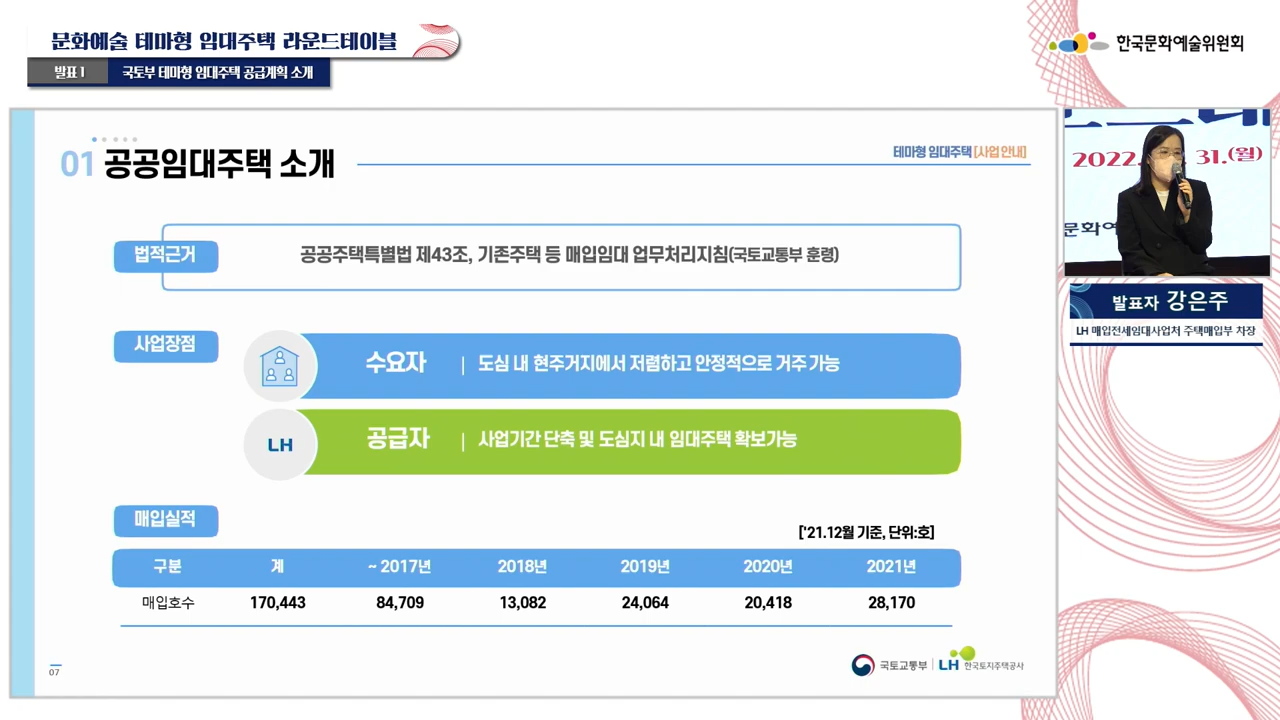 문화예술 테마형 임대주택 라운드테이블
발표 1 국토부 테마형 임대주택 공급계획 소개
한국문화예술위원회
01 공공임대주택 소개
테마형 임대주택 [사업 안내]
2022. 31.(월)
문화예
발표자 강은주
LH 매입전세임대사업처 주택매입부 차장
법적근거 공공주택특별법 제43조, 기존주택 등 매입임대 업무처리지침(국토교통부 훈령)
사업장점
수요자 | 도심 내 현주거지에서 저렴하고 안정적으로 거주 가능
LH 공급자 | 사업기간 단축 및 도심지 내 임대주택 확보가능
매입실적
['21.12월 기준, 단위:호]
구분 계 ~ 2017년 2018년 2019년 2020년 2021년
매입호수 170,443 84,709 13,082 24,064 20,418 28,170
07
국토교통부 | LH 한국토지주택공사